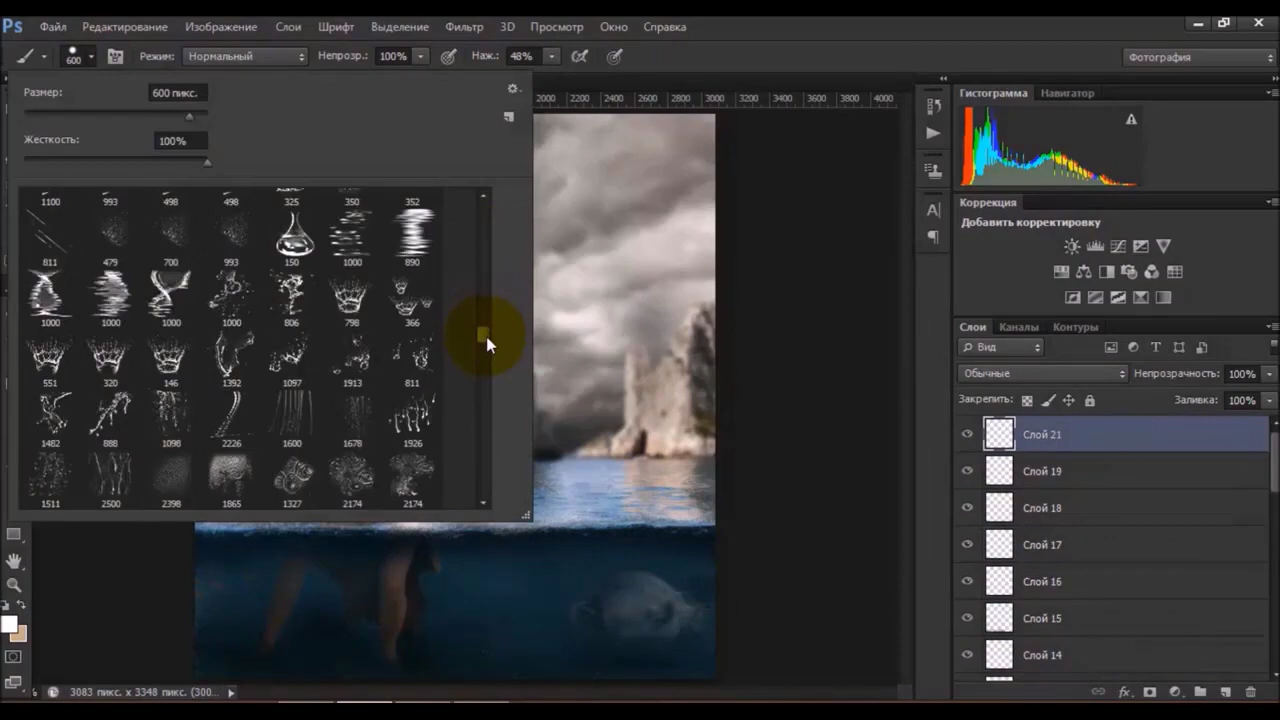 Ps Файл Редактирование Изображение Слои Шрифт Выделение Фильтр 3D Просмотр Окно Справка
600 Режим: Нормальный Непрозр.: 100% Наж.: 48% Фотография
Размер: 600 пикс.
Жесткость: 100%
2000 2200 2400 2600 2800 3000 3200 3400 3600 3800 4000
Гистограмма Навигатор
Коррекция
Добавить корректировку
1100 993 498 498 325 350 352
811 479 700 993 150 1000 890
1000 1000 1000 1000 806 798 366
551 320 146 1392 1097 1913 811
1482 888 1098 2226 1600 1678 1926
1511 2500 2398 1865 1327 2174 2174
Слои Каналы Контуры
Вид
Обычные Непрозрачность: 100%
Закрепить: Заливка: 100%
Слой 21
Слой 19
Слой 18
Слой 17
Слой 16
Слой 15
Слой 14
3083 пикс. x 3348 пикс. (300...